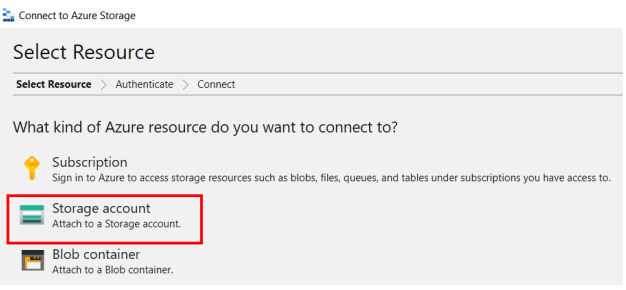 Connect to Azure Storage
Select Resource
Select Resource > Authenticate > Connect
What kind of Azure resource do you want to connect to?
Subscription
Sign in to Azure to access storage resources such as blobs, files, queues, and tables under subscriptions you have access to.
Storage account
Attach to a Storage account.
Blob container
Attach to a Blob container.